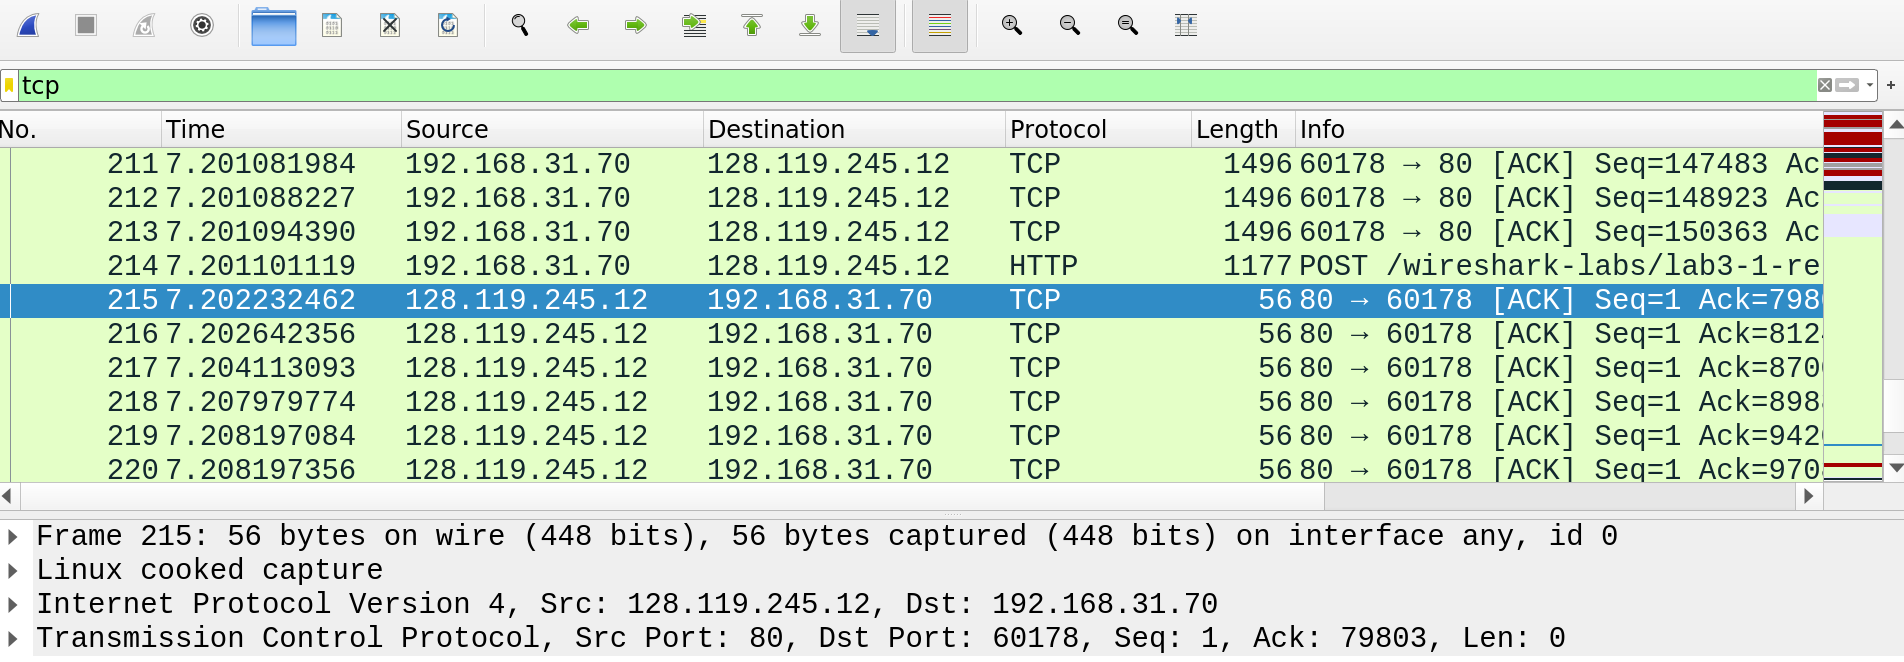 tcp
No. Time Source Destination Protocol Length Info
211 7.201081984 192.168.31.70 128.119.245.12 TCP 1496 60178 → 80 [ACK] Seq=147483 Ac
212 7.201088227 192.168.31.70 128.119.245.12 TCP 1496 60178 → 80 [ACK] Seq=148923 Ac
213 7.201094390 192.168.31.70 128.119.245.12 TCP 1496 60178 → 80 [ACK] Seq=150363 Ac
214 7.201101119 192.168.31.70 128.119.245.12 HTTP 1177 POST /wireshark-labs/lab3-1-re
215 7.202232462 128.119.245.12 192.168.31.70 TCP 56 80 → 60178 [ACK] Seq=1 Ack=798
216 7.202642356 128.119.245.12 192.168.31.70 TCP 56 80 → 60178 [ACK] Seq=1 Ack=812
217 7.204113093 128.119.245.12 192.168.31.70 TCP 56 80 → 60178 [ACK] Seq=1 Ack=870
218 7.207979774 128.119.245.12 192.168.31.70 TCP 56 80 → 60178 [ACK] Seq=1 Ack=898
219 7.208197084 128.119.245.12 192.168.31.70 TCP 56 80 → 60178 [ACK] Seq=1 Ack=942
220 7.208197356 128.119.245.12 192.168.31.70 TCP 56 80 → 60178 [ACK] Seq=1 Ack=970
Frame 215: 56 bytes on wire (448 bits), 56 bytes captured (448 bits) on interface any, id 0
Linux cooked capture
Internet Protocol Version 4, Src: 128.119.245.12, Dst: 192.168.31.70
Transmission Control Protocol, Src Port: 80, Dst Port: 60178, Seq: 1, Ack: 79803, Len: 0